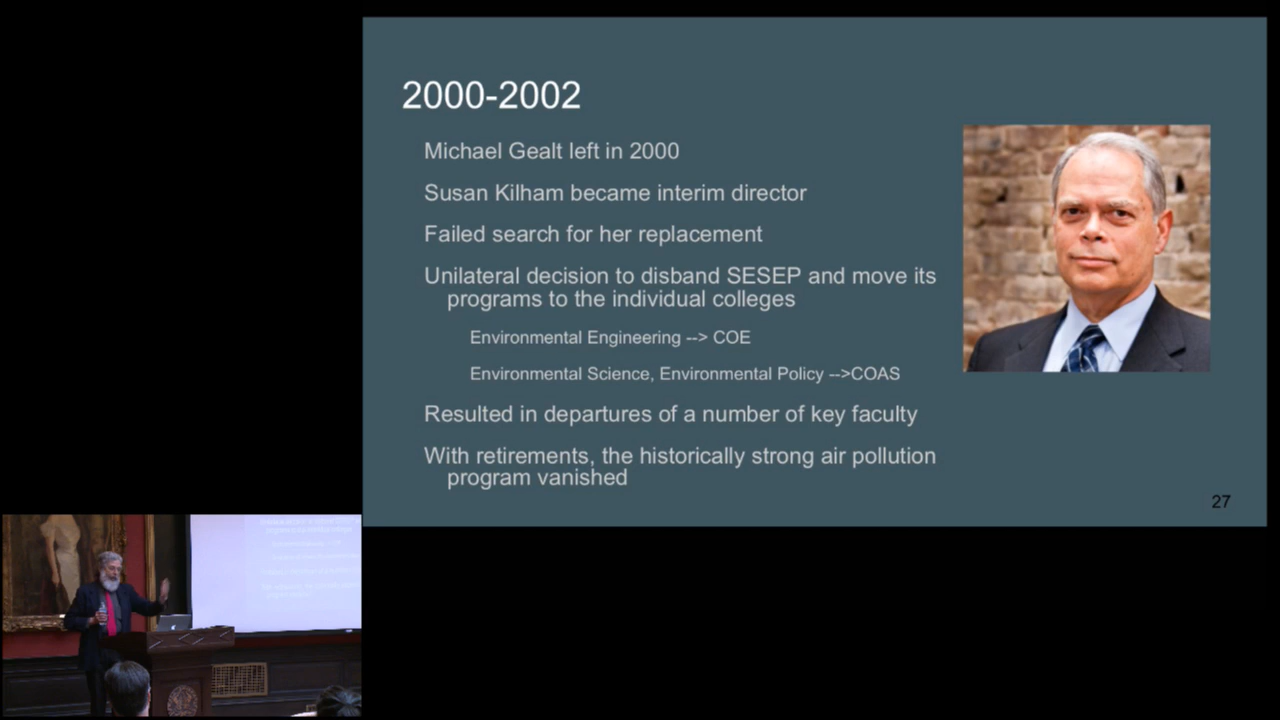 2000-2002
Michael Gealt left in 2000
Susan Kilham became interim director
Failed search for her replacement
Unilateral decision to disband SESEP and move its
programs to the individual colleges
Environmental Engineering --> COE
Environmental Science, Environmental Policy -->COAS
Resulted in departures of a number of key faculty
With retirements, the historically strong air pollution
program vanished
27